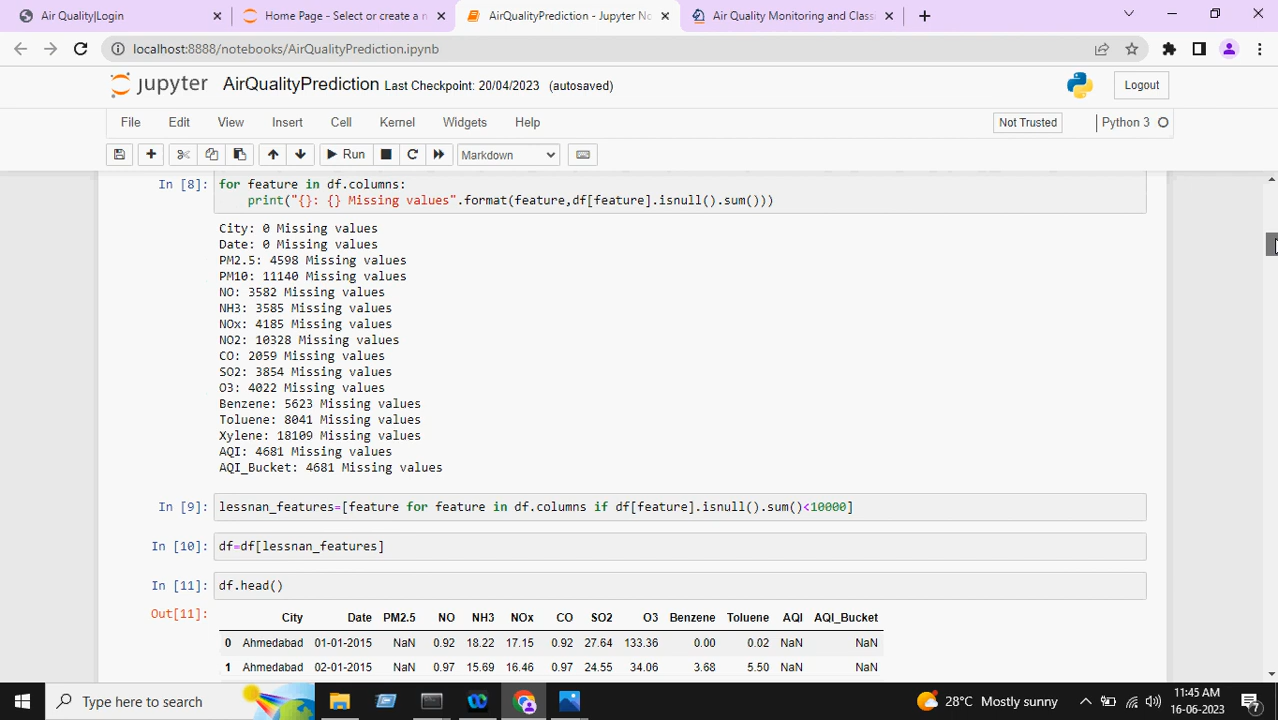 Air Quality|Login
Home Page - Select or create a n
AirQualityPrediction - Jupyter No
Air Quality Monitoring and Class
localhost:8888/notebooks/AirQualityPrediction.ipynb
jupyter AirQualityPrediction Last Checkpoint: 20/04/2023 (autosaved)
Logout
File Edit View Insert Cell Kernel Widgets Help
Not Trusted
Python 3
Run
Markdown
In [8]: for feature in df.columns:
print("{}: {} Missing values".format(feature,df[feature].isnull().sum()))
City: 0 Missing values
Date: 0 Missing values
PM2.5: 4598 Missing values
PM10: 11140 Missing values
NO: 3582 Missing values
NH3: 3585 Missing values
NOx: 4185 Missing values
NO2: 10328 Missing values
CO: 2059 Missing values
SO2: 3854 Missing values
O3: 4022 Missing values
Benzene: 5623 Missing values
Toluene: 8041 Missing values
Xylene: 18109 Missing values
AQI: 4681 Missing values
AQI_Bucket: 4681 Missing values
In [9]: lessnan_features=[feature for feature in df.columns if df[feature].isnull().sum()<10000]
In [10]: df=df[lessnan_features]
In [11]: df.head()
Out[11]:
City Date PM2.5 NO NH3 NOx CO SO2 O3 Benzene Toluene AQI AQI_Bucket
0 Ahmedabad 01-01-2015 NaN 0.92 18.22 17.15 0.92 27.64 133.36 0.00 0.02 NaN NaN
1 Ahmedabad 02-01-2015 NaN 0.97 15.69 16.46 0.97 24.55 34.06 3.68 5.50 NaN NaN
Type here to search
28°C Mostly sunny
11:45 AM
16-06-2023
7